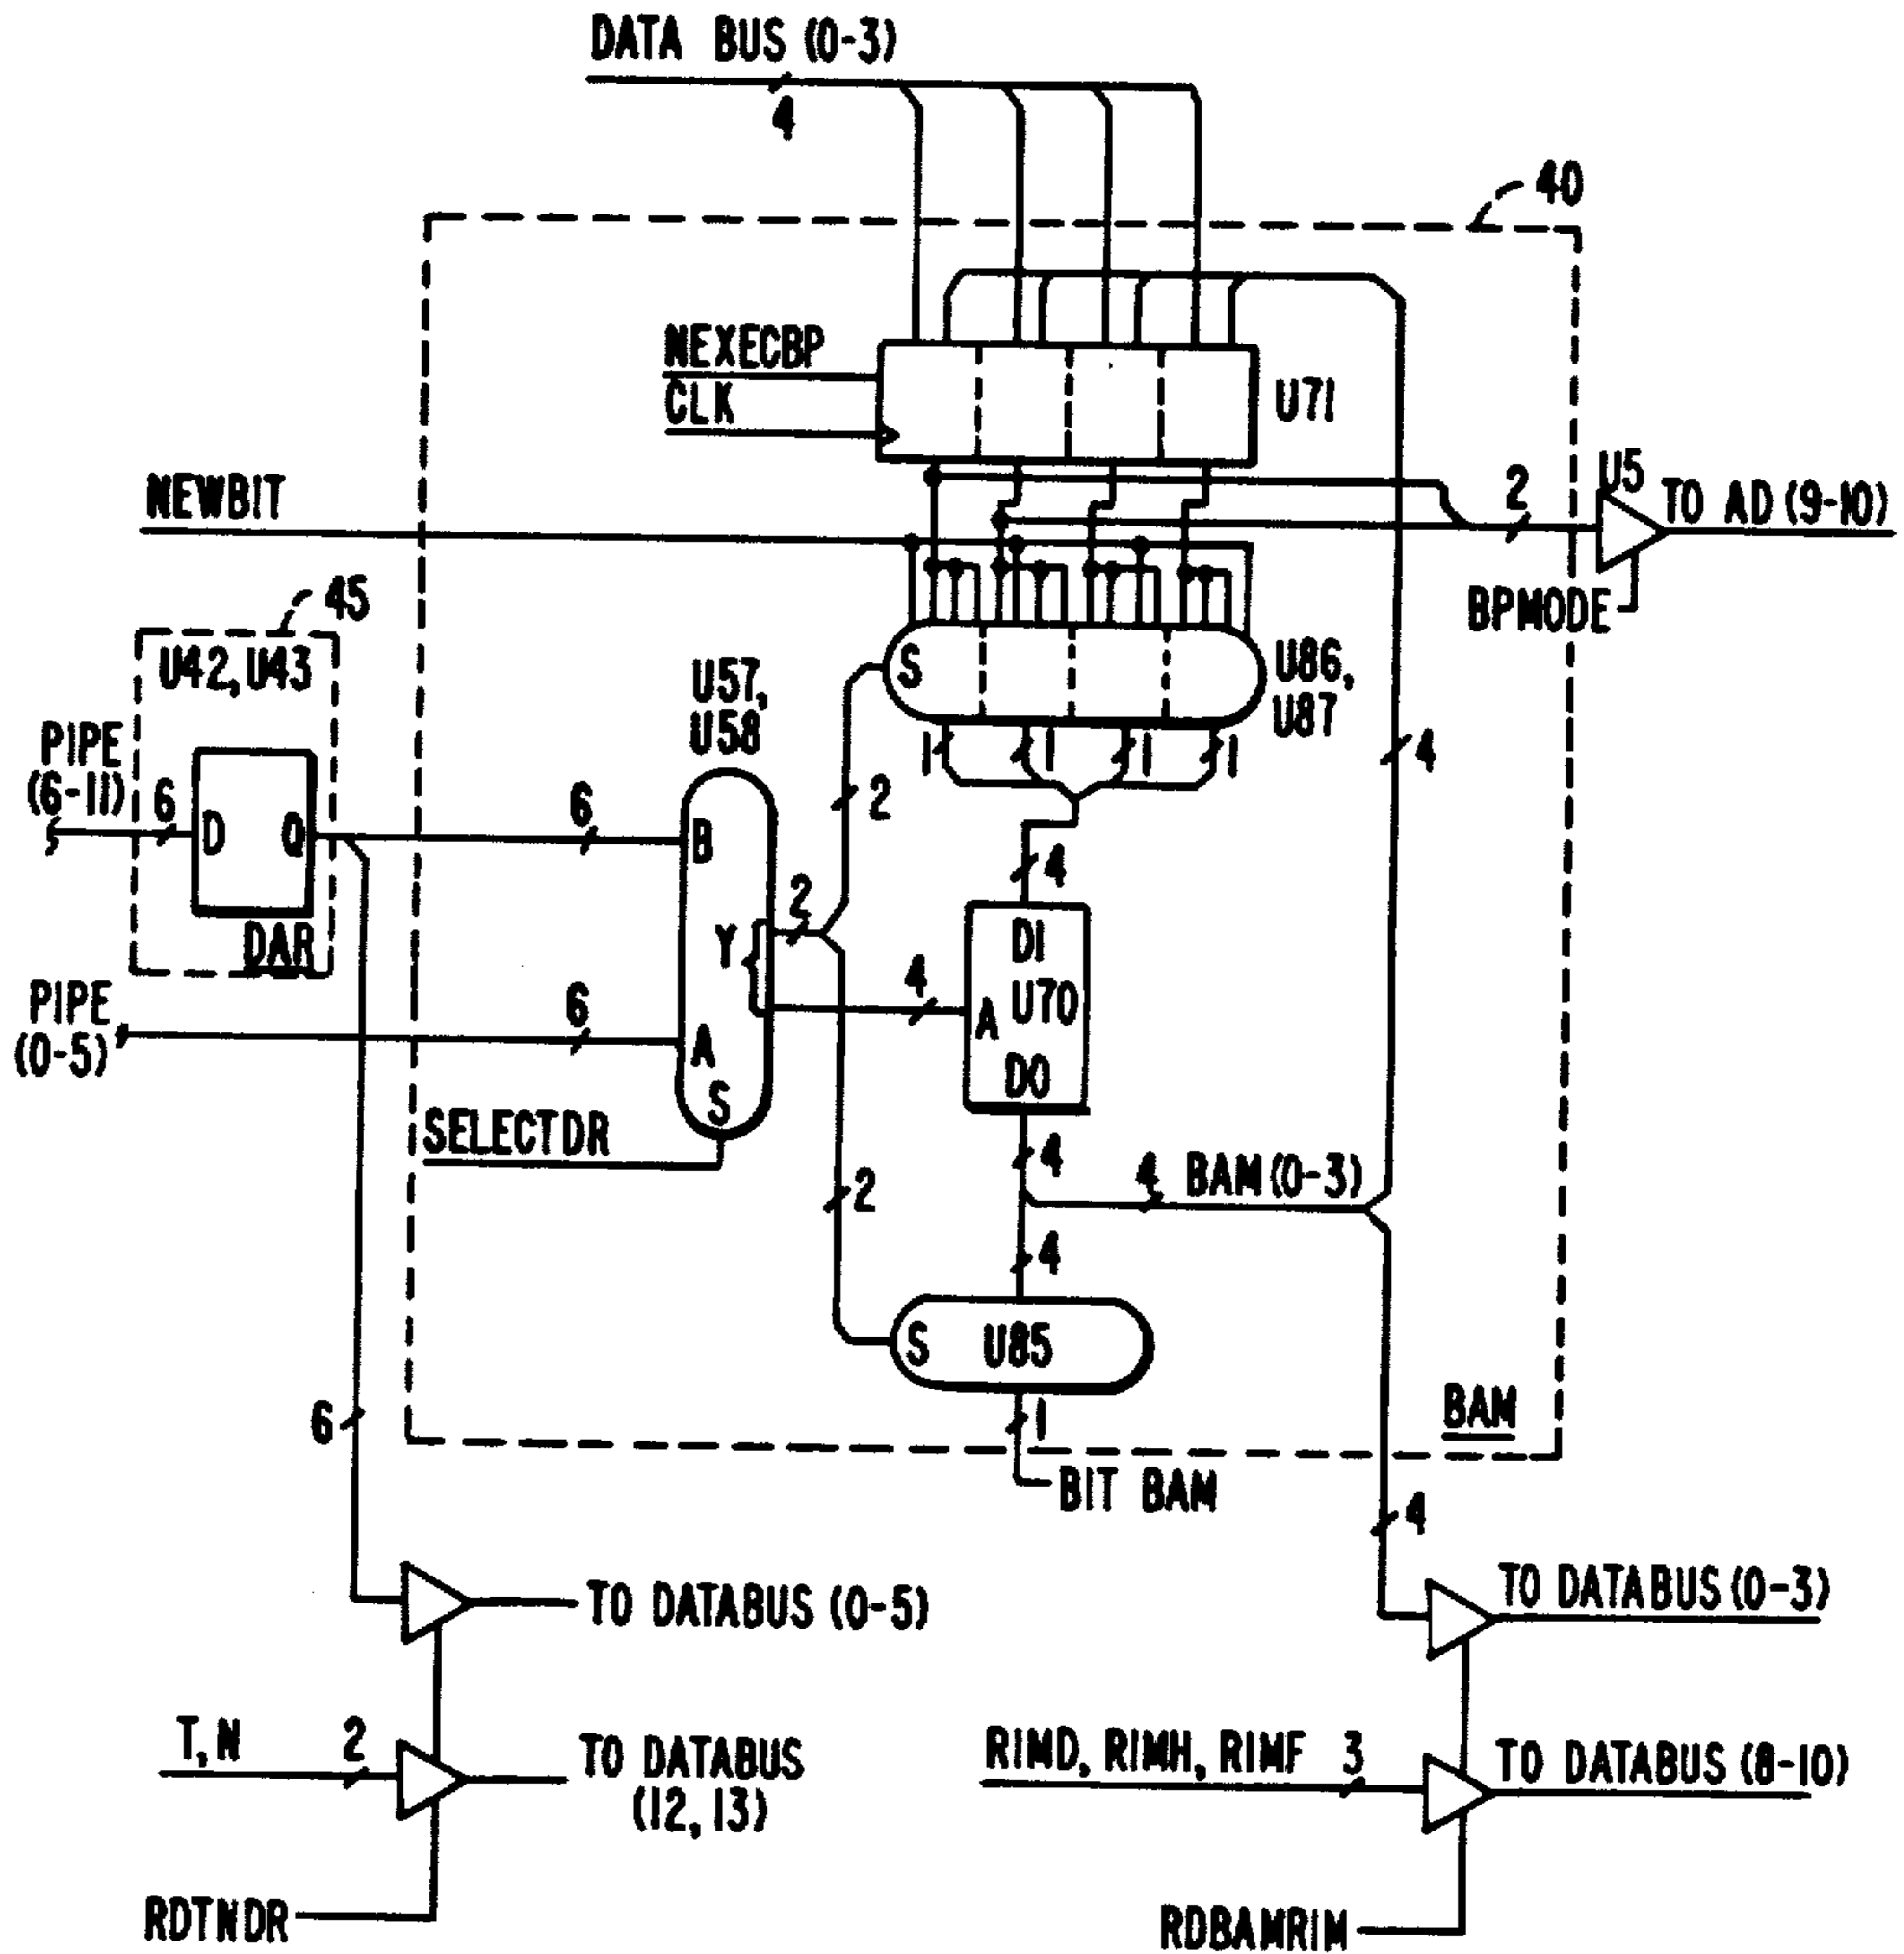 DATA BUS (0-3)
4
40
NEXECBP
CLK
U71
NEWBIT
2
U5
TO AD (9-10)
BPMODE
45
U42, U43
S
U86,
U87
U57,
U58
1 1 1 1
4
PIPE
(6-11)
6
D Q
DAR
6
B
2
2
4
Y
DI
U70
A
DO
4
PIPE
(0-5)
6
A
S
SELECTDR
4
4 BAM (0-3)
2
4
S U85
BAM
6
1
BIT BAM
4
TO DATABUS (0-5)
TO DATABUS (0-3)
T, N 2
TO DATABUS
(12, 13)
RIMD, RIMH, RIMF 3
TO DATABUS (8-10)
RDTNDR
RDBAMRIM